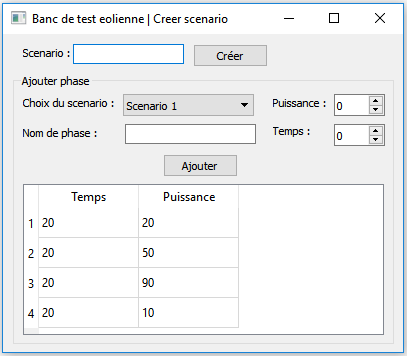 Banc de test eolienne | Creer scenario
Scenario :
Créer
Ajouter phase
Choix du scenario : Scenario 1 Puissance : 0
Nom de phase : Temps : 0
Ajouter
Temps Puissance
1 20 20
2 20 50
3 20 90
4 20 10